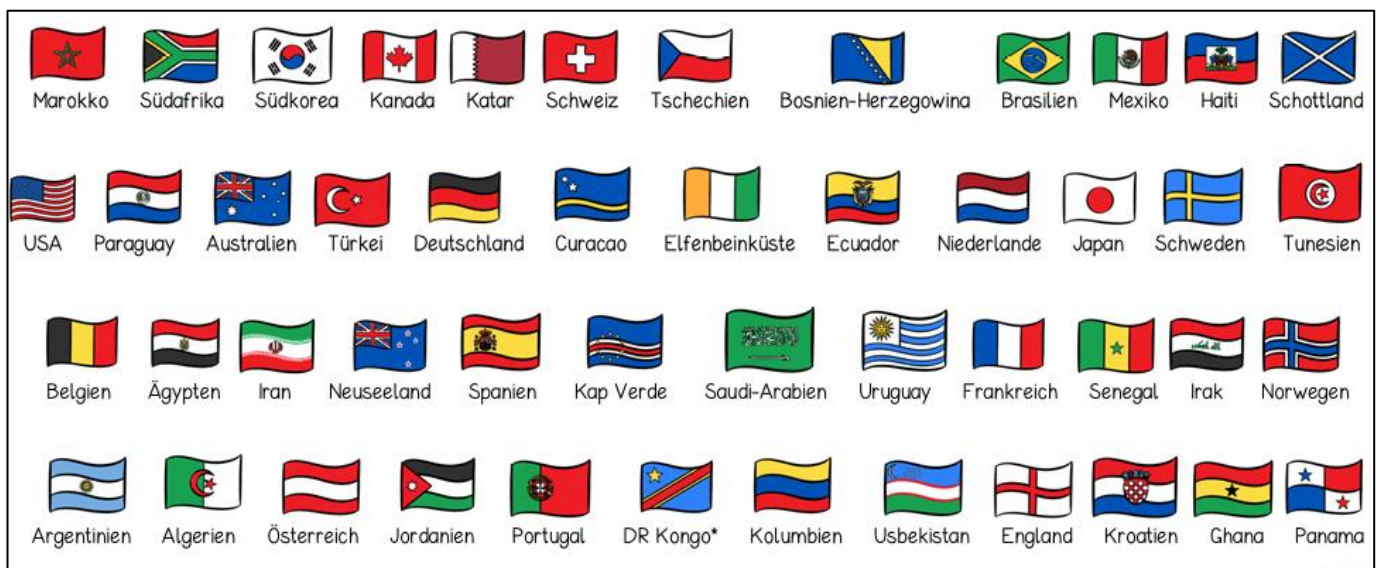 Marokko Südafrika Südkorea Kanada Katar Schweiz Tschechien Bosnien-Herzegowina Brasilien Mexiko Haiti Schottland
USA Paraguay Australien Türkei Deutschland Curacao Elfenbeinküste Ecuador Niederlande Japan Schweden Tunesien
Belgien Ägypten Iran Neuseeland Spanien Kap Verde Saudi-Arabien Uruguay Frankreich Senegal Irak Norwegen
Argentinien Algerien Österreich Jordanien Portugal DR Kongo* Kolumbien Usbekistan England Kroatien Ghana Panama